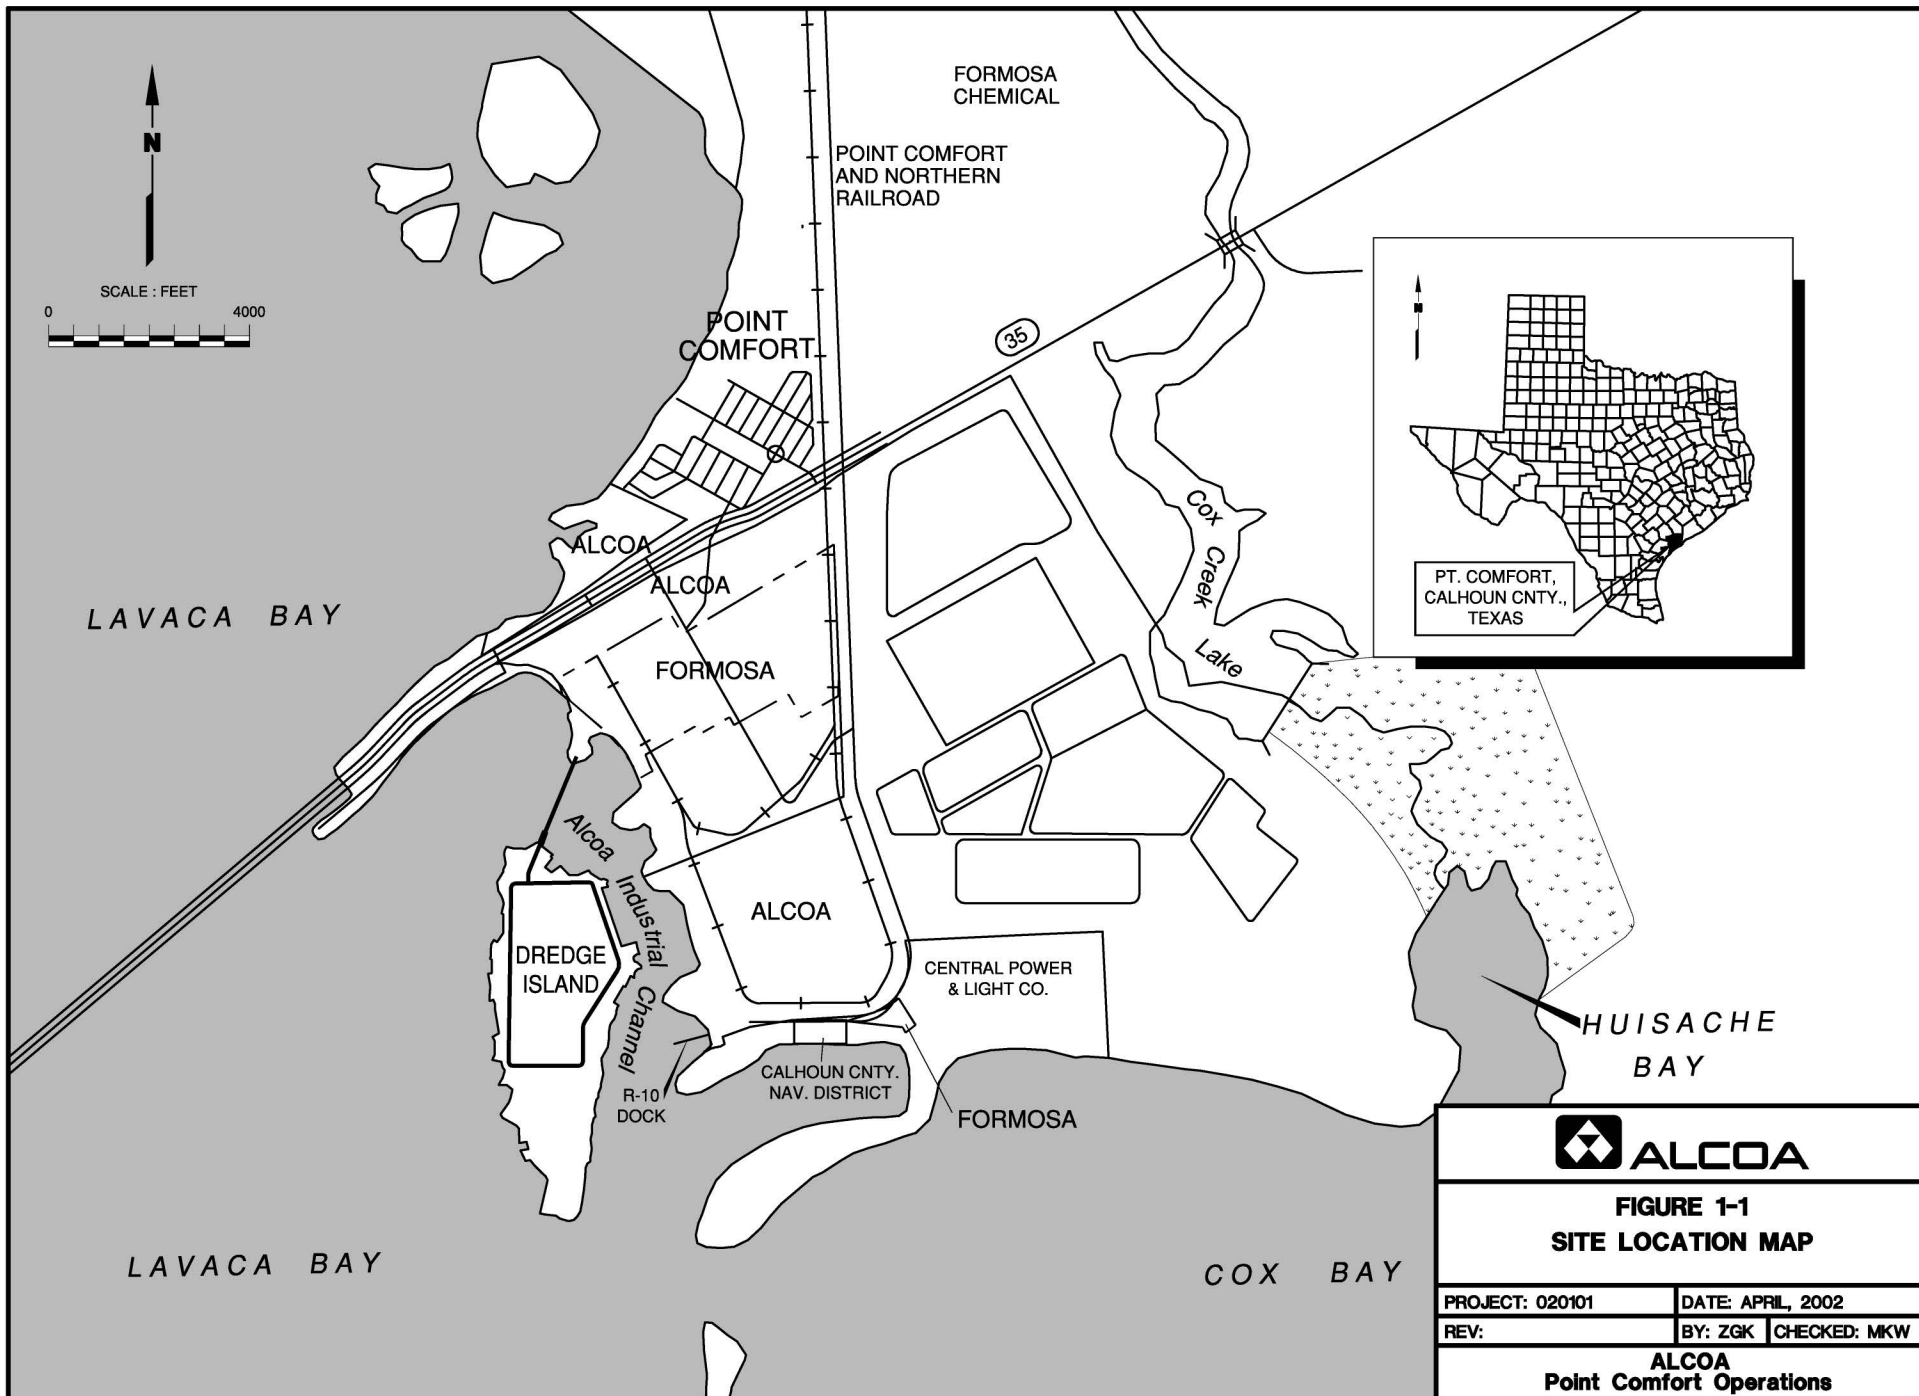 N
SCALE : FEET
0 4000
FORMOSA
CHEMICAL
POINT COMFORT
AND NORTHERN
RAILROAD
POINT
COMFORT
35
N
PT. COMFORT,
CALHOUN CNTY.,
TEXAS
Cox
Creek
Lake
ALCOA
ALCOA
LAVACA BAY
FORMOSA
Alcoa
Industrial
Channel
ALCOA
DREDGE
ISLAND
CENTRAL POWER
& LIGHT CO.
HUISACHE
BAY
R-10
DOCK
CALHOUN CNTY.
NAV. DISTRICT
FORMOSA
LAVACA BAY
COX BAY
ALCOA
FIGURE 1-1
SITE LOCATION MAP
PROJECT: 020101 DATE: APRIL, 2002
REV: BY: ZGK CHECKED: MKW
ALCOA
Point Comfort Operations